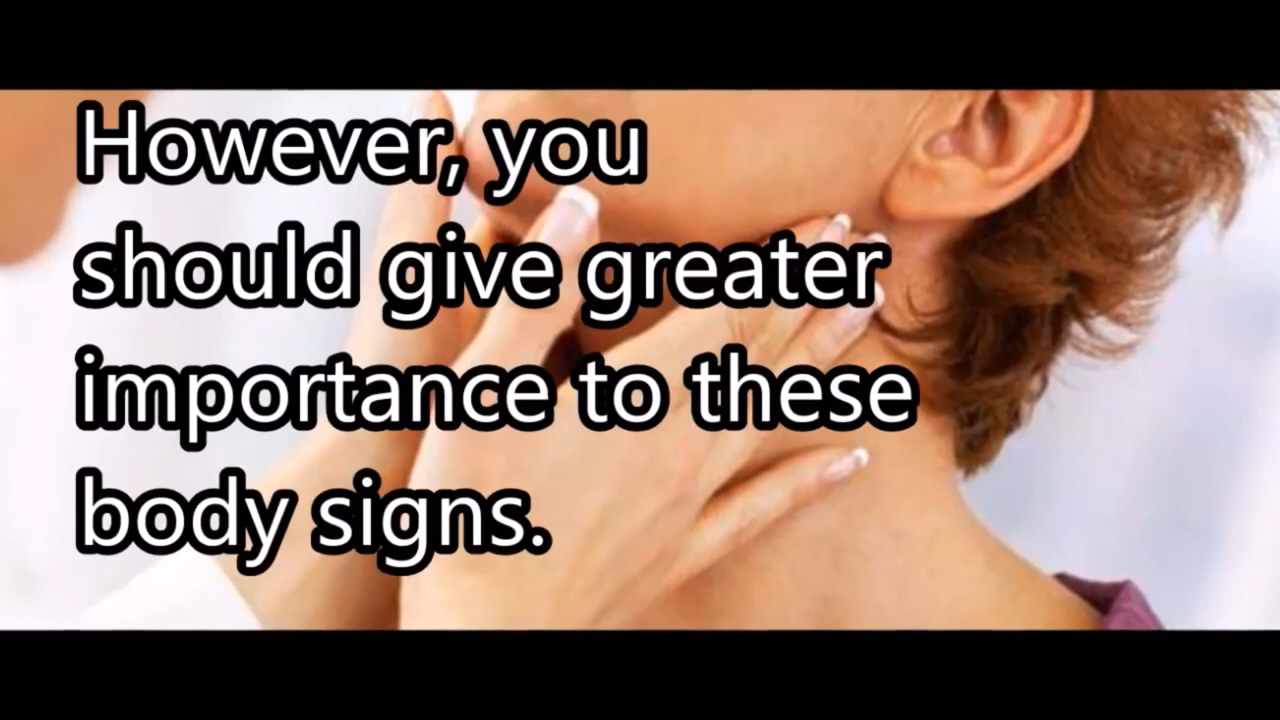 However, you
should give greater
importance to these
body signs.